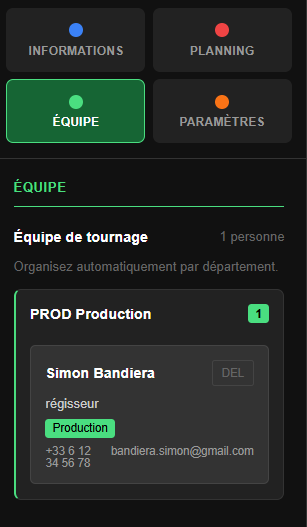 INFORMATIONS
PLANNING
ÉQUIPE
PARAMÈTRES
ÉQUIPE
Équipe de tournage 1 personne
Organisez automatiquement par département.
PROD Production 1
Simon Bandiera DEL
régisseur
Production
+33 6 12 bandiera.simon@gmail.com
34 56 78